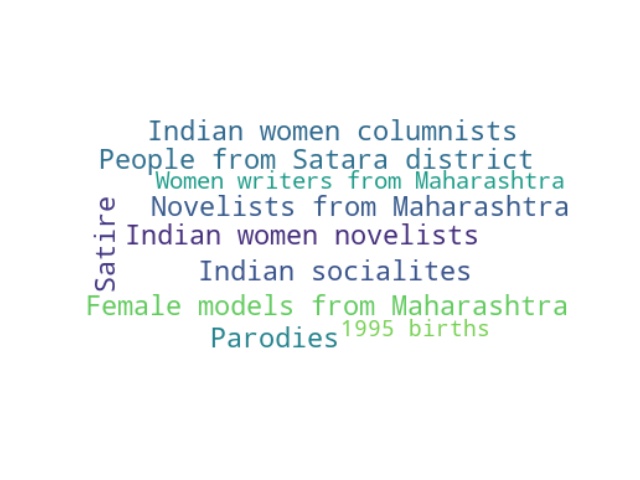 Indian women columnists
People from Satara district
Women writers from Maharashtra
Novelists from Maharashtra
Satire
Indian women novelists
Indian socialites
Female models from Maharashtra
1995 births
Parodies